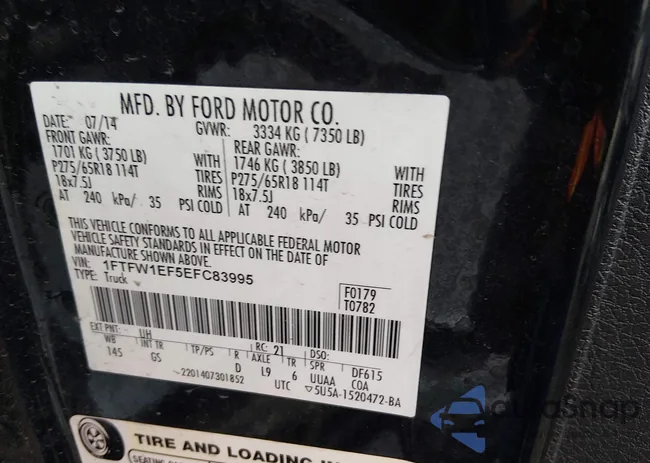 MFD. BY FORD MOTOR CO.
DATE: 07/14 GVWR: 3334 KG ( 7350 LB)
FRONT GAWR: REAR GAWR:
1701 KG ( 3750 LB) WITH 1746 KG ( 3850 LB) WITH
P275/65R18 114T TIRES P275/65R18 114T TIRES
18x7.5J RIMS 18x7.5J RIMS
AT 240 kPa/ 35 PSI COLD AT 240 kPa/ 35 PSI COLD
THIS VEHICLE CONFORMS TO ALL APPLICABLE FEDERAL MOTOR
VEHICLE SAFETY STANDARDS IN EFFECT ON THE DATE OF
MANUFACTURE SHOWN ABOVE.
VIN: 1FTFW1EF5EFC83995
TYPE: Truck
F0179
T0782
EXT PNT: UH RC: 21 DSO:
WB INT TR TP/PS R AXLE TR SPR DF615
145 GS D L9 6 UUAA COA
2201407301852 UTC 5U5A-1520472-BA
TIRE AND LOADING IN
autoSnap